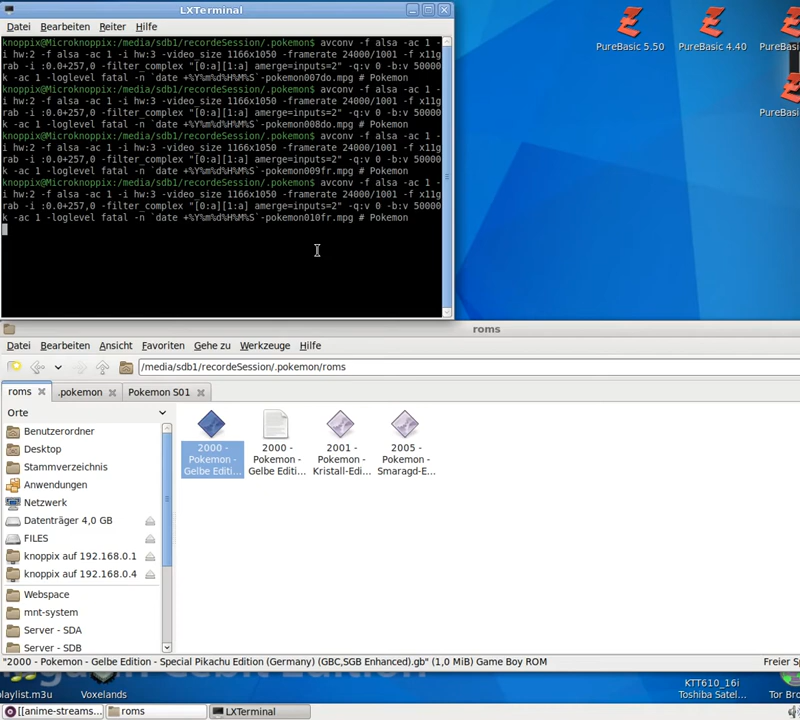 LXTerminal
Datei Bearbeiten Reiter Hilfe
knoppix@Microknoppix:/media/sdb1/recordeSession/.pokemon$ avconv -f alsa -ac 1 -
i hw:2 -f alsa -ac 1 -i hw:3 -video_size 1166x1050 -framerate 24000/1001 -f x11g
rab -i :0.0+257,0 -filter_complex "[0:a][1:a] amerge=inputs=2" -q:v 0 -b:v 50000
k -ac 1 -loglevel fatal -n `date +%Y%m%d%H%M%S`-pokemon007do.mpg # Pokemon
knoppix@Microknoppix:/media/sdb1/recordeSession/.pokemon$ avconv -f alsa -ac 1 -
i hw:2 -f alsa -ac 1 -i hw:3 -video_size 1166x1050 -framerate 24000/1001 -f x11g
rab -i :0.0+257,0 -filter_complex "[0:a][1:a] amerge=inputs=2" -q:v 0 -b:v 50000
k -ac 1 -loglevel fatal -n `date +%Y%m%d%H%M%S`-pokemon008do.mpg # Pokemon
knoppix@Microknoppix:/media/sdb1/recordeSession/.pokemon$ avconv -f alsa -ac 1 -
i hw:2 -f alsa -ac 1 -i hw:3 -video_size 1166x1050 -framerate 24000/1001 -f x11g
rab -i :0.0+257,0 -filter_complex "[0:a][1:a] amerge=inputs=2" -q:v 0 -b:v 50000
k -ac 1 -loglevel fatal -n `date +%Y%m%d%H%M%S`-pokemon009fr.mpg # Pokemon
knoppix@Microknoppix:/media/sdb1/recordeSession/.pokemon$ avconv -f alsa -ac 1 -
i hw:2 -f alsa -ac 1 -i hw:3 -video_size 1166x1050 -framerate 24000/1001 -f x11g
rab -i :0.0+257,0 -filter_complex "[0:a][1:a] amerge=inputs=2" -q:v 0 -b:v 50000
k -ac 1 -loglevel fatal -n `date +%Y%m%d%H%M%S`-pokemon010fr.mpg # Pokemon
PureBasic 5.50 PureBasic 4.40 Pu
Pokemo
roms
Datei Bearbeiten Ansicht Favoriten Gehe zu Werkzeuge Hilfe
/media/sdb1/recordeSession/.pokemon/roms
roms .pokemon Pokemon S01
Orte
Benutzerordner
Desktop
Stammverzeichnis
Anwendungen
Netzwerk
Datenträger 4,0 GB
FILES
knoppix auf 192.168.0.1
knoppix auf 192.168.0.4
Webspace
mnt-system
Server - SDA
Server - SDB
2000 - Pokemon - Gelbe Editi...
2000 - Pokemon - Gelbe Editi...
2001 - Pokemon - Kristall-Edi...
2005 - Pokemon - Smaragd-E...
"2000 - Pokemon - Gelbe Edition - Special Pikachu Edition (Germany) (GBC,SGB Enhanced).gb" (1,0 MiB) Game Boy ROM
Freier Sp
playlist.m3u
Voxelands
KTT610_16i
Toshiba Satel...
Tor Bro
[[anime-streams...
roms
LXTerminal